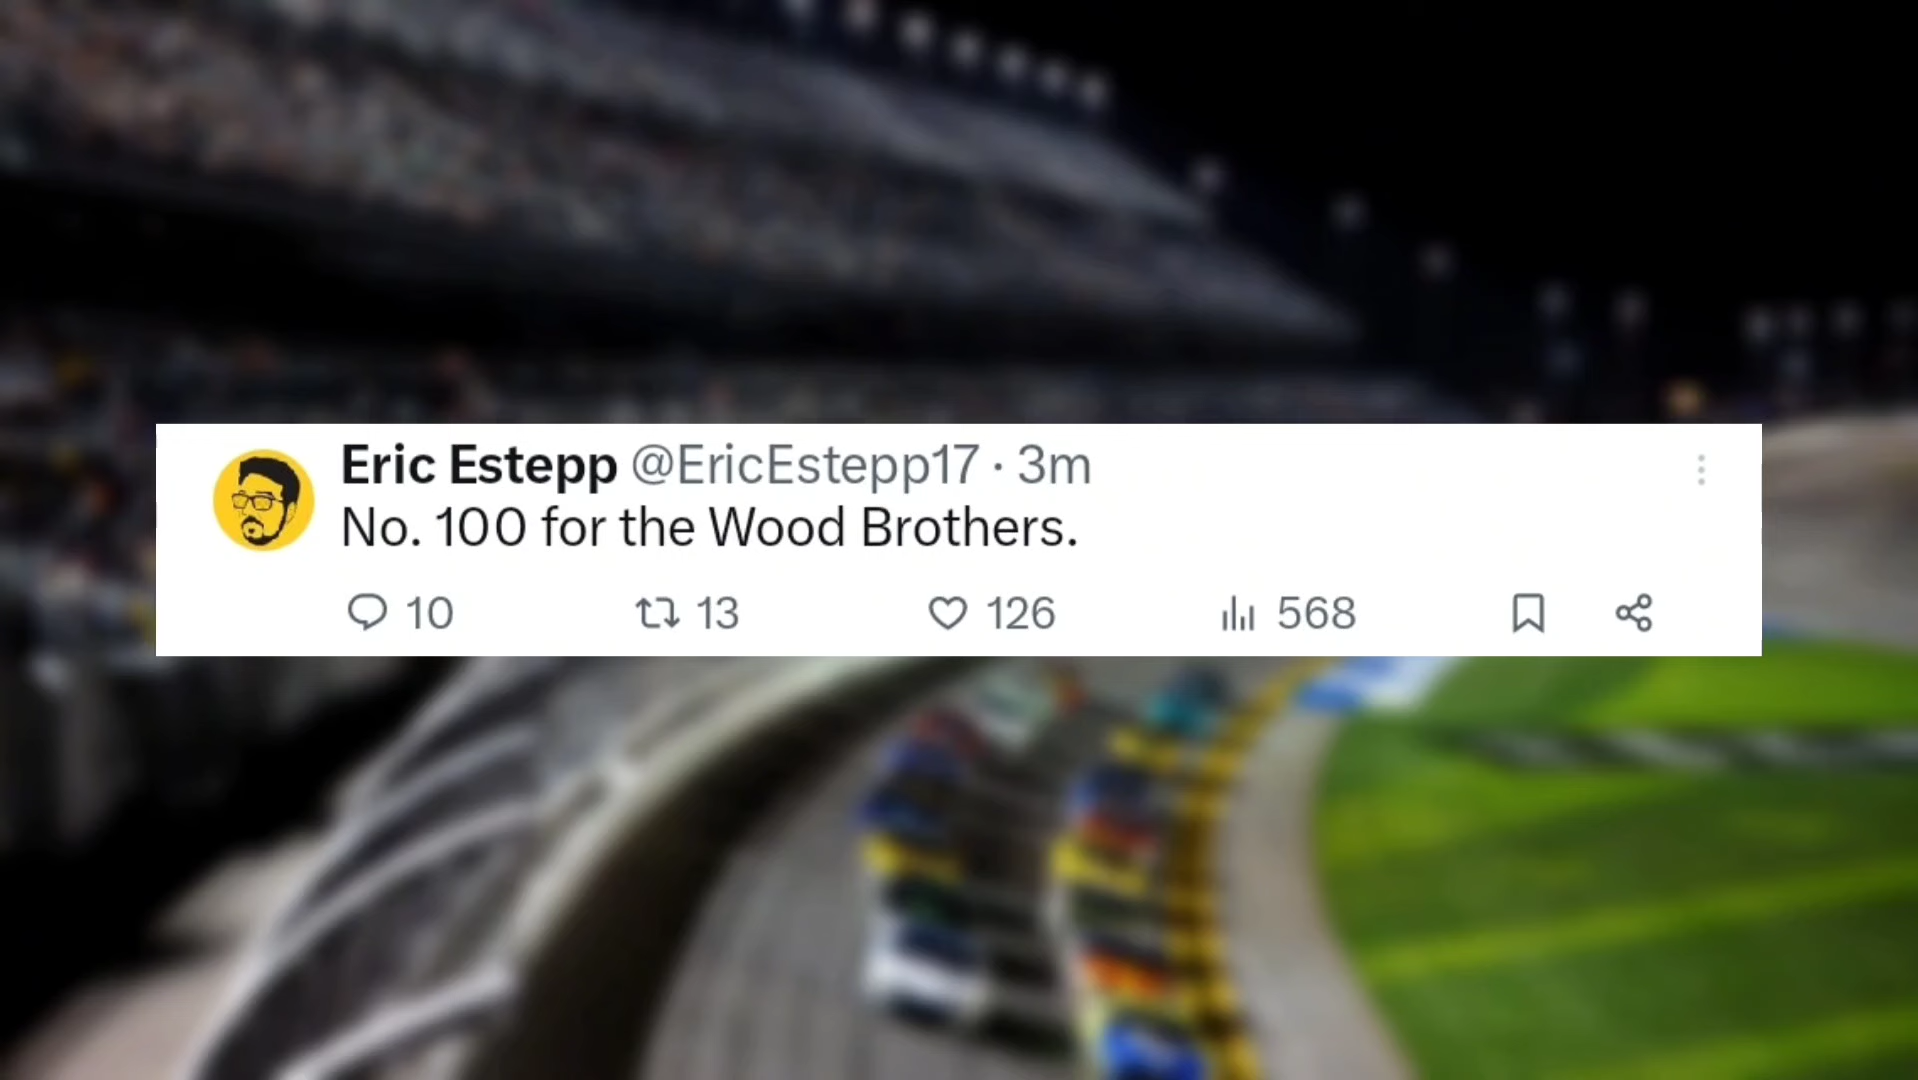 Eric Estepp @EricEstepp17 · 3m
No. 100 for the Wood Brothers.
10 13 126 568